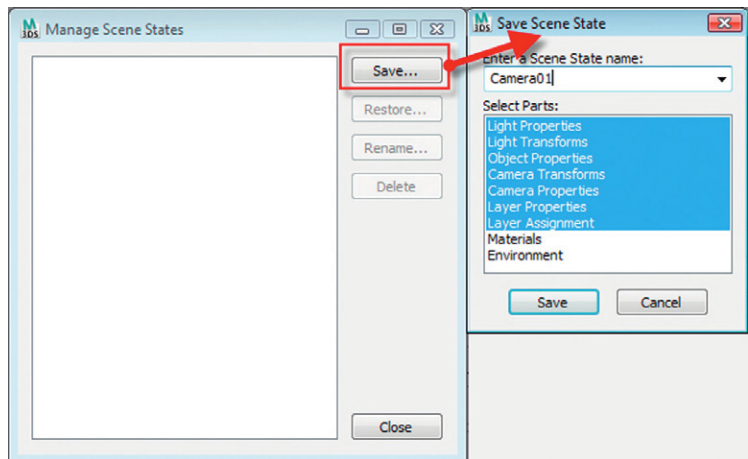 M
3DS
Manage Scene States
Save...
Restore...
Rename...
Delete
Close
M
3DS
Save Scene State
Enter a Scene State name:
Camera01
Select Parts:
Light Properties
Light Transforms
Object Properties
Camera Transforms
Camera Properties
Layer Properties
Layer Assignment
Materials
Environment
Save
Cancel